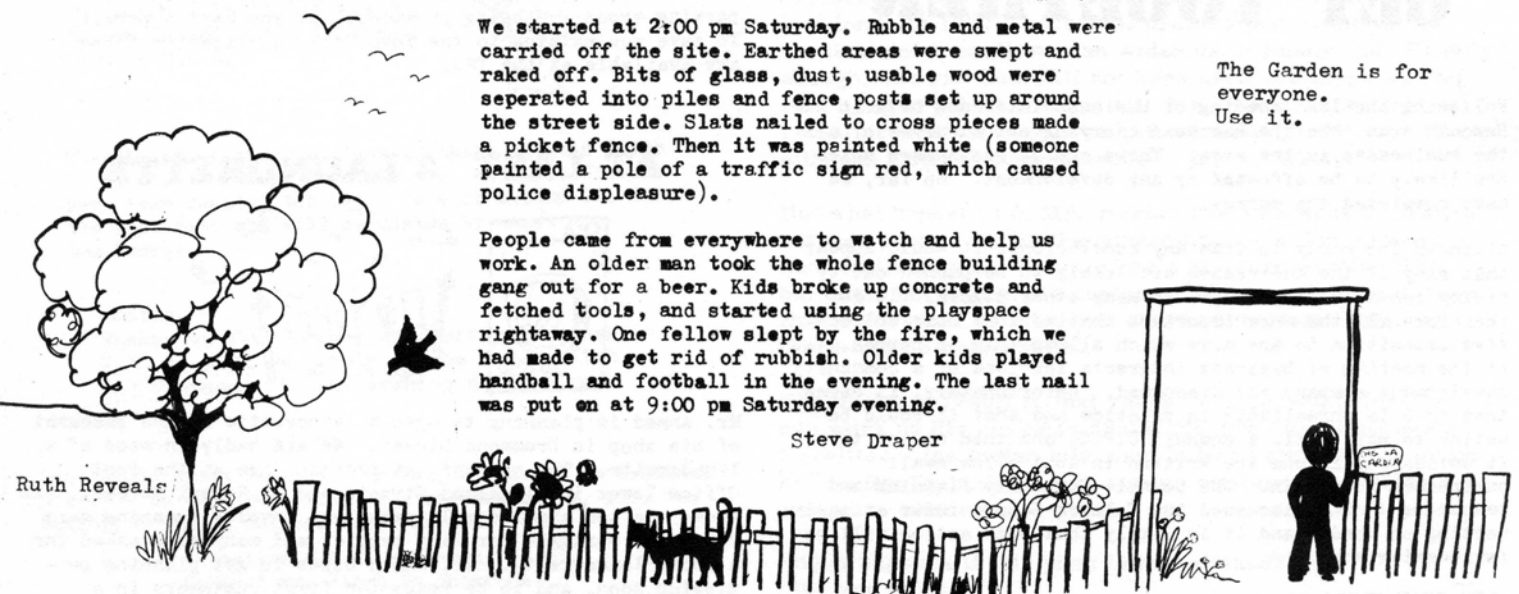 We started at 2:00 pm Saturday. Rubble and metal were
carried off the site. Earthed areas were swept and
raked off. Bits of glass, dust, usable wood were
seperated into piles and fence posts set up around
the street side. Slats nailed to cross pieces made
a picket fence. Then it was painted white (someone
painted a pole of a traffic sign red, which caused
police displeasure).
People came from everywhere to watch and help us
work. An older man took the whole fence building
gang out for a beer. Kids broke up concrete and
fetched tools, and started using the playspace
rightaway. One fellow slept by the fire, which we
had made to get rid of rubbish. Older kids played
handball and football in the evening. The last nail
was put on at 9:00 pm Saturday evening.
Steve Draper
The Garden is for
everyone.
Use it.
Ruth Reveals